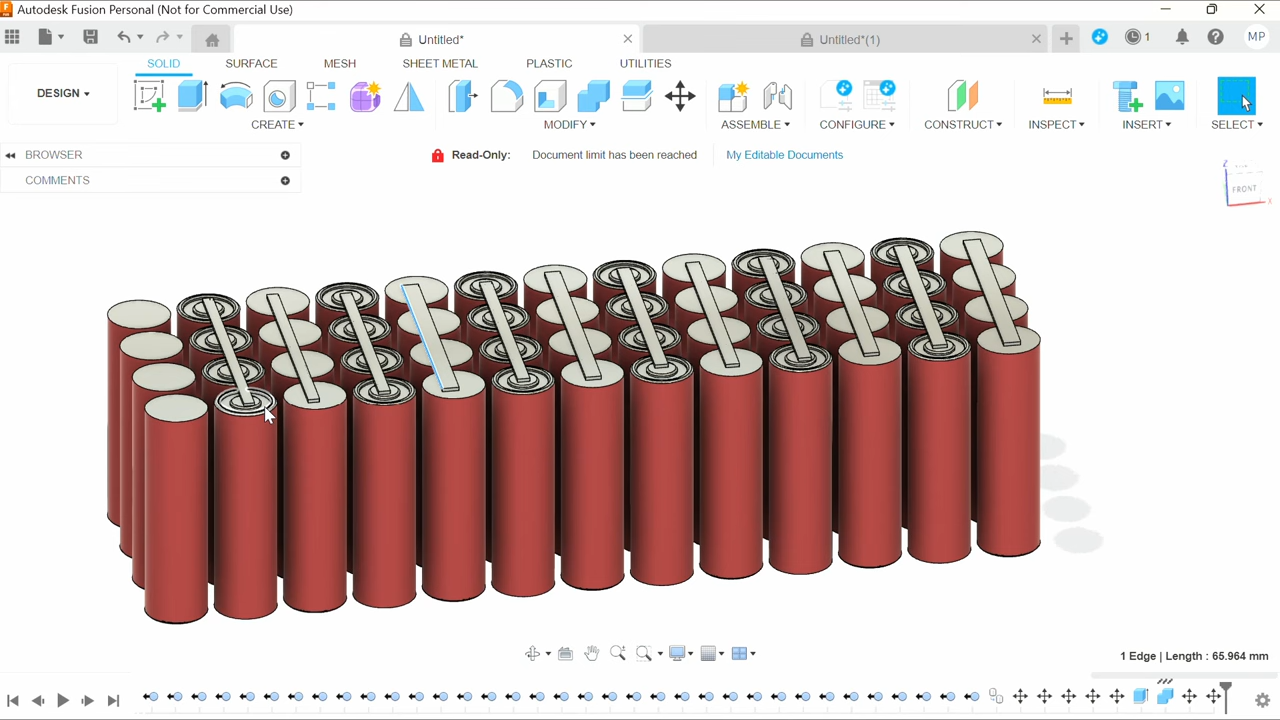 Autodesk Fusion Personal (Not for Commercial Use)
Untitled*
Untitled*(1)
1
MP
SOLID SURFACE MESH SHEET METAL PLASTIC UTILITIES
DESIGN
CREATE MODIFY ASSEMBLE CONFIGURE CONSTRUCT INSPECT INSERT SELECT
BROWSER
Read-Only: Document limit has been reached My Editable Documents
COMMENTS
Z
FRONT
X
1 Edge | Length : 65.964 mm